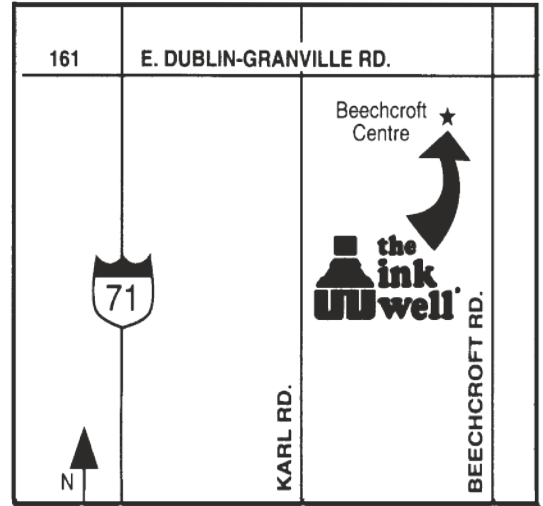 161 E. DUBLIN-GRANVILLE RD.
Beechcroft
Centre
the
ink
well
71
KARL RD.
BEECHCROFT RD.
N